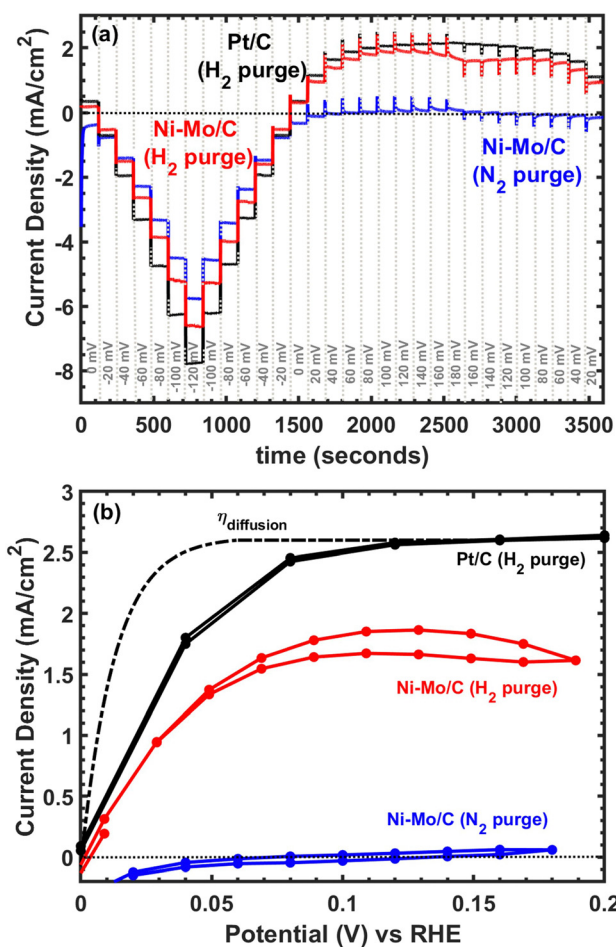 (a)
Pt/C
(H2 purge)
Ni-Mo/C
(H2 purge)
Ni-Mo/C
(N2 purge)
Current Density (mA/cm²)
2
0
-2
-4
-6
-8
0 mV
-20 mV
-40 mV
-60 mV
-80 mV
-100 mV
-120 mV
-100 mV
-80 mV
-60 mV
-40 mV
-20 mV
0 mV
20 mV
40 mV
60 mV
80 mV
100 mV
120 mV
140 mV
160 mV
180 mV
160 mV
140 mV
120 mV
100 mV
80 mV
60 mV
40 mV
20 mV
0 500 1000 1500 2000 2500 3000 3500
time (seconds)
(b)
ηdiffusion
Pt/C (H2 purge)
Ni-Mo/C (H2 purge)
Ni-Mo/C (N2 purge)
Current Density (mA/cm²)
3
2.5
2
1.5
1
0.5
0
0 0.05 0.1 0.15 0.2
Potential (V) vs RHE